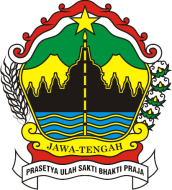 JAWA-TENGAH
PRASETYA ULAH SAKTI BHAKTI PRAJA